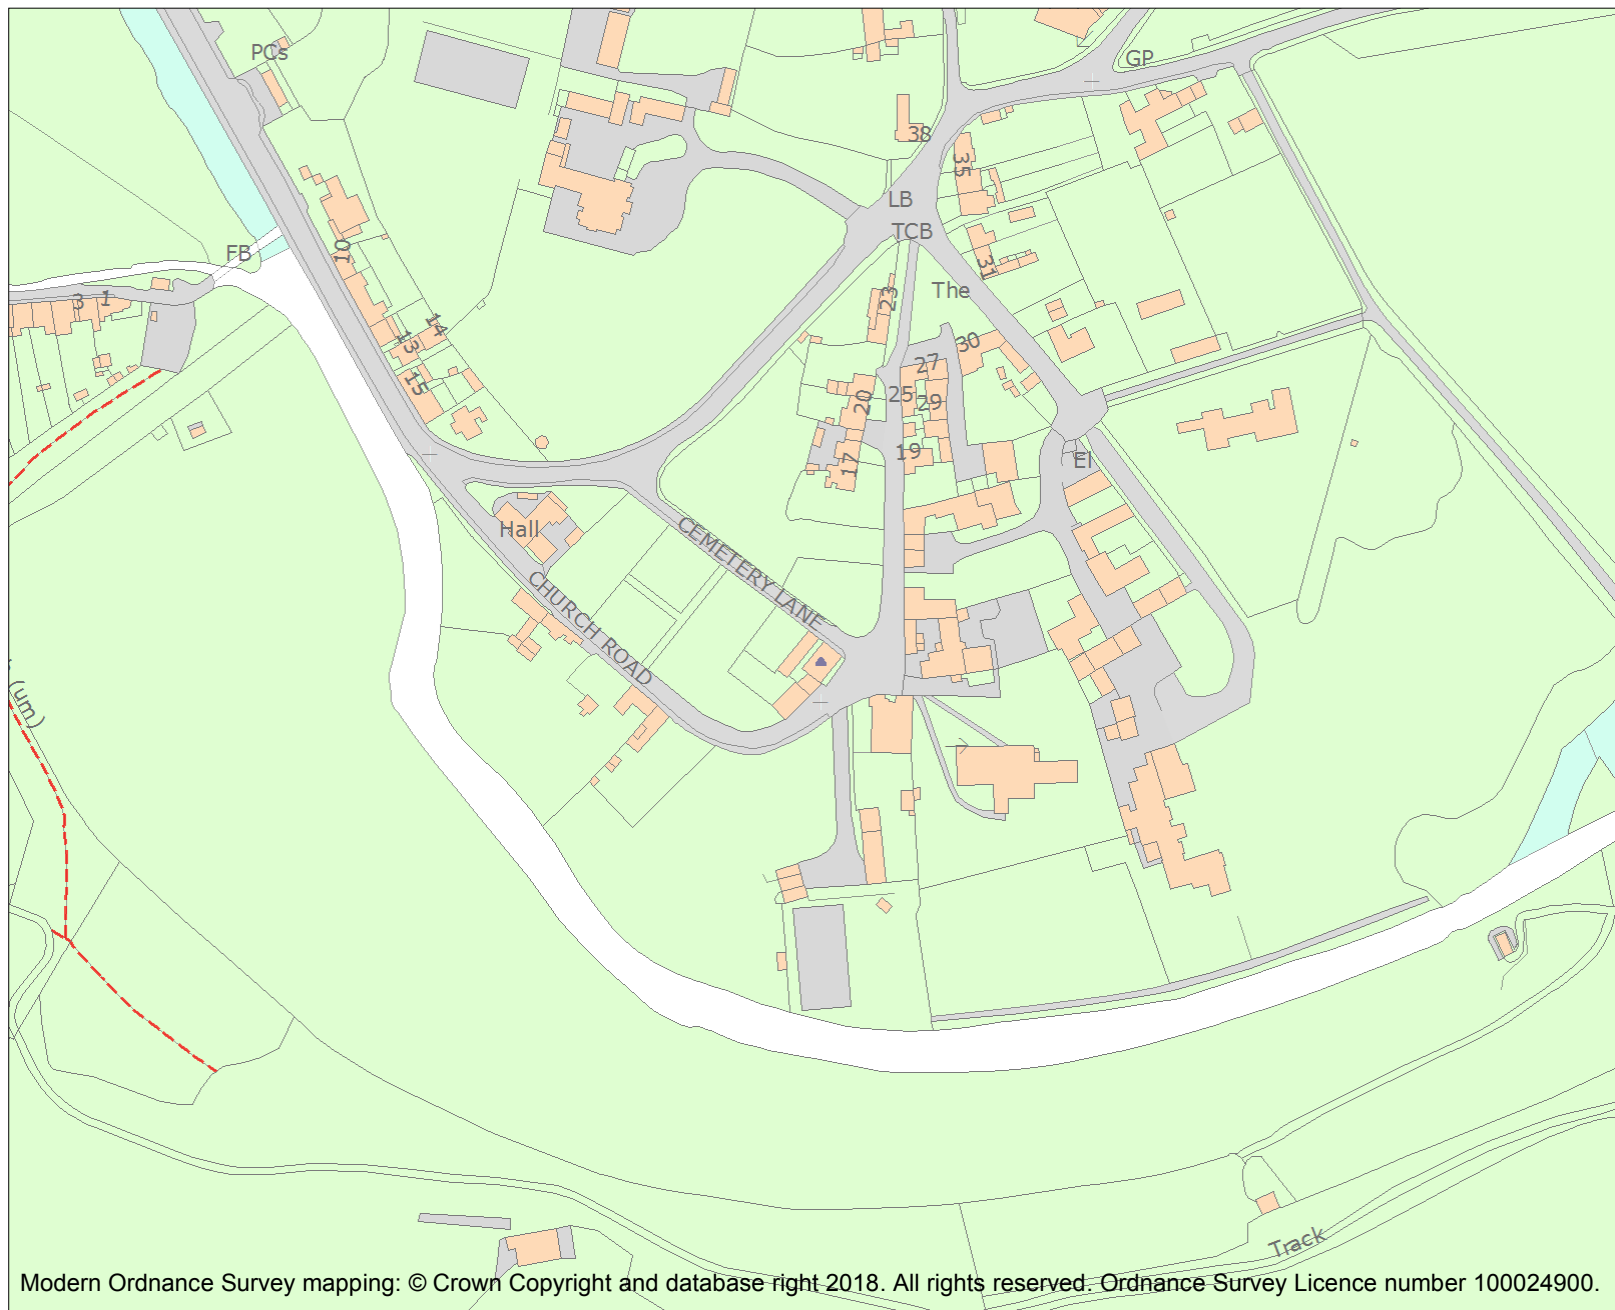 PCs
GP
38
35
LB
TCB
10
FB
31
The
3
1
23
14
13
30
27
15
20
25
29
17
19
El
Hall
CEMETERY LANE
CHURCH ROAD
(um)
Track
Modern Ordnance Survey mapping: © Crown Copyright and database right 2018. All rights reserved. Ordnance Survey Licence number 100024900.